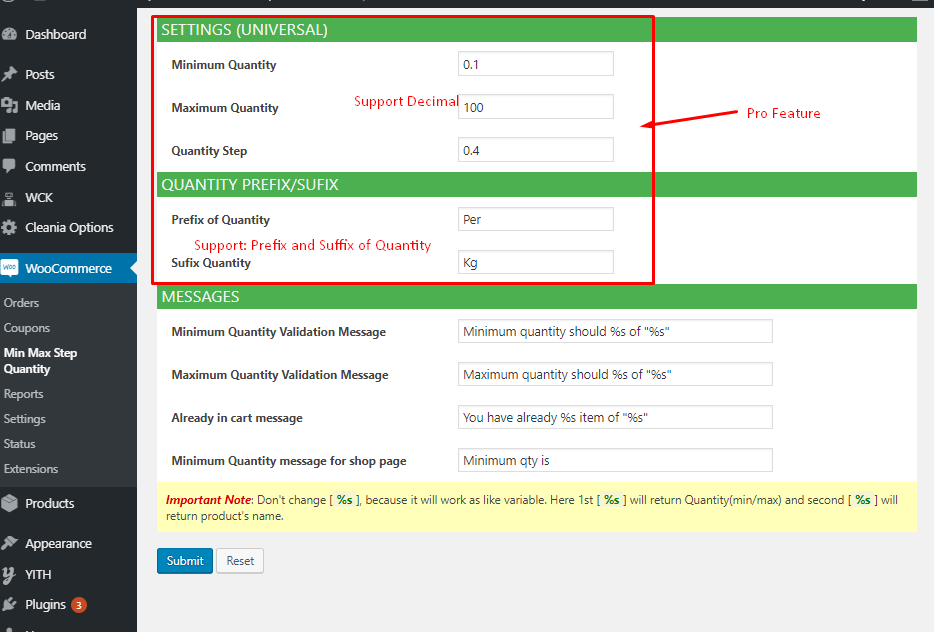 Dashboard
Posts
Media
Pages
Comments
WCK
Cleania Options
Woo
WooCommerce
Orders
Coupons
Min Max Step
Quantity
Reports
Settings
Status
Extensions
Products
Appearance
YITH
Plugins 3
SETTINGS (UNIVERSAL)
Minimum Quantity 0.1
Support Decimal
Maximum Quantity 100
Pro Feature
Quantity Step 0.4
QUANTITY PREFIX/SUFIX
Prefix of Quantity Per
Support: Prefix and Suffix of Quantity
Sufix Quantity Kg
MESSAGES
Minimum Quantity Validation Message Minimum quantity should %s of "%s"
Maximum Quantity Validation Message Maximum quantity should %s of "%s"
Already in cart message You have already %s item of "%s"
Minimum Quantity message for shop page Minimum qty is
Important Note: Don't change [ %s ], because it will work as like variable. Here 1st [ %s ] will return Quantity(min/max) and second [ %s ] will
return product's name.
Submit Reset